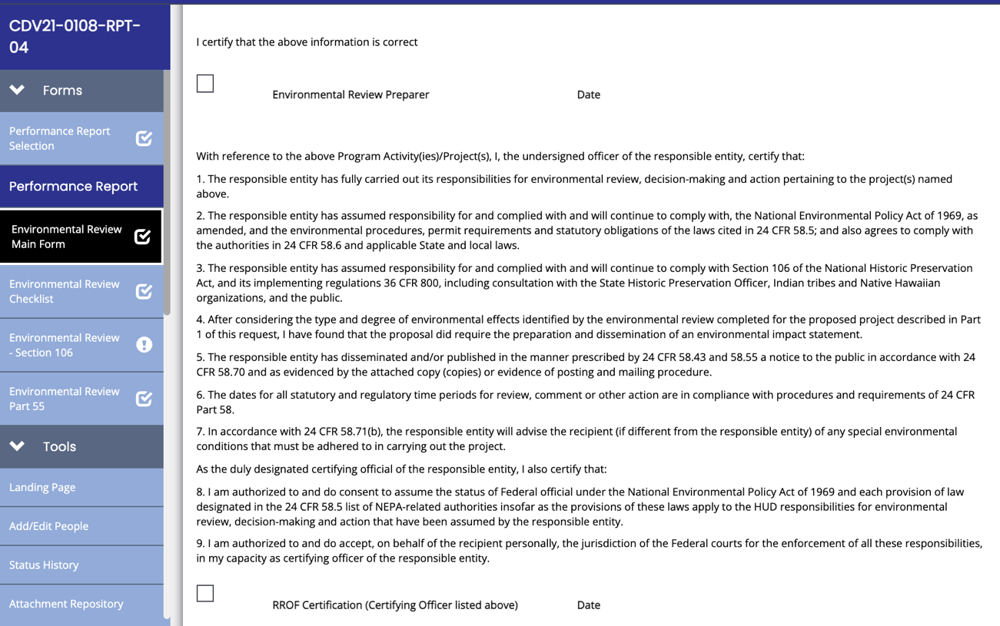 CDV21-0108-RPT-
04
Forms
Performance Report
Selection
Performance Report
Environmental Review
Main Form
Environmental Review
Checklist
Environmental Review
- Section 106
Environmental Review
Part 55
Tools
Landing Page
Add/Edit People
Status History
Attachment Repository
I certify that the above information is correct
Environmental Review Preparer Date
With reference to the above Program Activity(ies)/Project(s), I, the undersigned officer of the responsible entity, certify that:
1. The responsible entity has fully carried out its responsibilities for environmental review, decision-making and action pertaining to the project(s) named
above.
2. The responsible entity has assumed responsibility for and complied with and will continue to comply with, the National Environmental Policy Act of 1969, as
amended, and the environmental procedures, permit requirements and statutory obligations of the laws cited in 24 CFR 58.5; and also agrees to comply with
the authorities in 24 CFR 58.6 and applicable State and local laws.
3. The responsible entity has assumed responsibility for and complied with and will continue to comply with Section 106 of the National Historic Preservation
Act, and its implementing regulations 36 CFR 800, including consultation with the State Historic Preservation Officer, Indian tribes and Native Hawaiian
organizations, and the public.
4. After considering the type and degree of environmental effects identified by the environmental review completed for the proposed project described in Part
1 of this request, I have found that the proposal did require the preparation and dissemination of an environmental impact statement.
5. The responsible entity has disseminated and/or published in the manner prescribed by 24 CFR 58.43 and 58.55 a notice to the public in accordance with 24
CFR 58.70 and as evidenced by the attached copy (copies) or evidence of posting and mailing procedure.
6. The dates for all statutory and regulatory time periods for review, comment or other action are in compliance with procedures and requirements of 24 CFR
Part 58.
7. In accordance with 24 CFR 58.71(b), the responsible entity will advise the recipient (if different from the responsible entity) of any special environmental
conditions that must be adhered to in carrying out the project.
As the duly designated certifying official of the responsible entity, I also certify that:
8. I am authorized to and do consent to assume the status of Federal official under the National Environmental Policy Act of 1969 and each provision of law
designated in the 24 CFR 58.5 list of NEPA-related authorities insofar as the provisions of these laws apply to the HUD responsibilities for environmental
review, decision-making and action that have been assumed by the responsible entity.
9. I am authorized to and do accept, on behalf of the recipient personally, the jurisdiction of the Federal courts for the enforcement of all these responsibilities,
in my capacity as certifying officer of the responsible entity.
RROF Certification (Certifying Officer listed above) Date